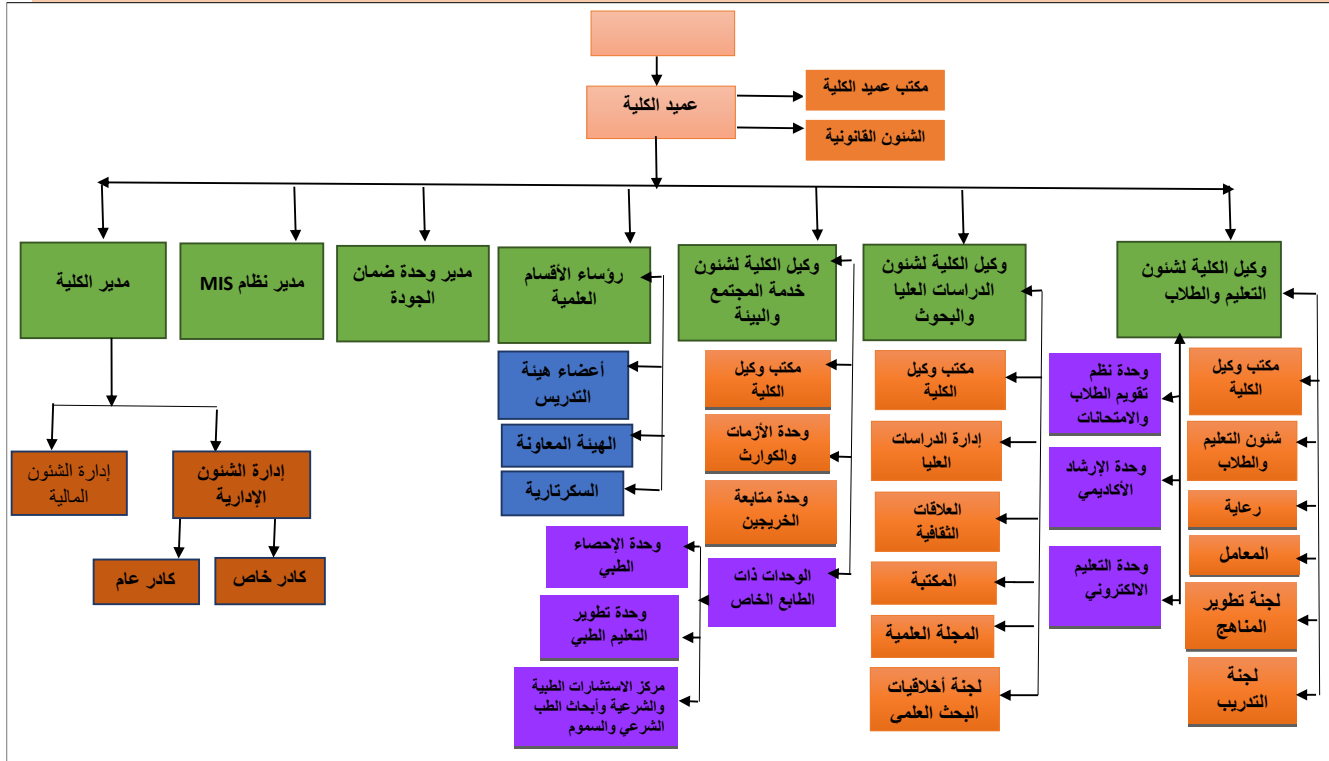 عميد الكلية
مكتب عميد الكلية
الشئون القانونية
وكيل الكلية لشئون
التعليم والطلاب
وكيل الكلية لشئون
الدراسات العليا
والبحوث
وكيل الكلية لشئون
خدمة المجتمع
والبيئة
رؤساء الأقسام
العلمية
مدير وحدة ضمان
الجودة
مدير نظام MIS
مدير الكلية
مكتب وكيل
الكلية
شئون التعليم
والطلاب
رعاية
المعامل
لجنة تطوير
المناهج
لجنة
التدريب
وحدة نظم
تقويم الطلاب
والامتحانات
وحدة الإرشاد
الأكاديمي
وحدة التعليم
الالكتروني
مكتب وكيل
الكلية
إدارة الدراسات
العليا
العلاقات
الثقافية
المكتبة
المجلة العلمية
لجنة أخلاقيات
البحث العلمى
مكتب وكيل
الكلية
وحدة الأزمات
والكوارث
وحدة متابعة
الخريجين
الوحدات ذات
الطابع الخاص
وحدة الإحصاء
الطبي
وحدة تطوير
التعليم الطبي
مركز الاستشارات الطبية
والشرعية وأبحاث الطب
الشرعي والسموم
أعضاء هيئة
التدريس
الهيئة المعاونة
السكرتارية
إدارة الشئون
الإدارية
إدارة الشئون
المالية
كادر خاص
كادر عام